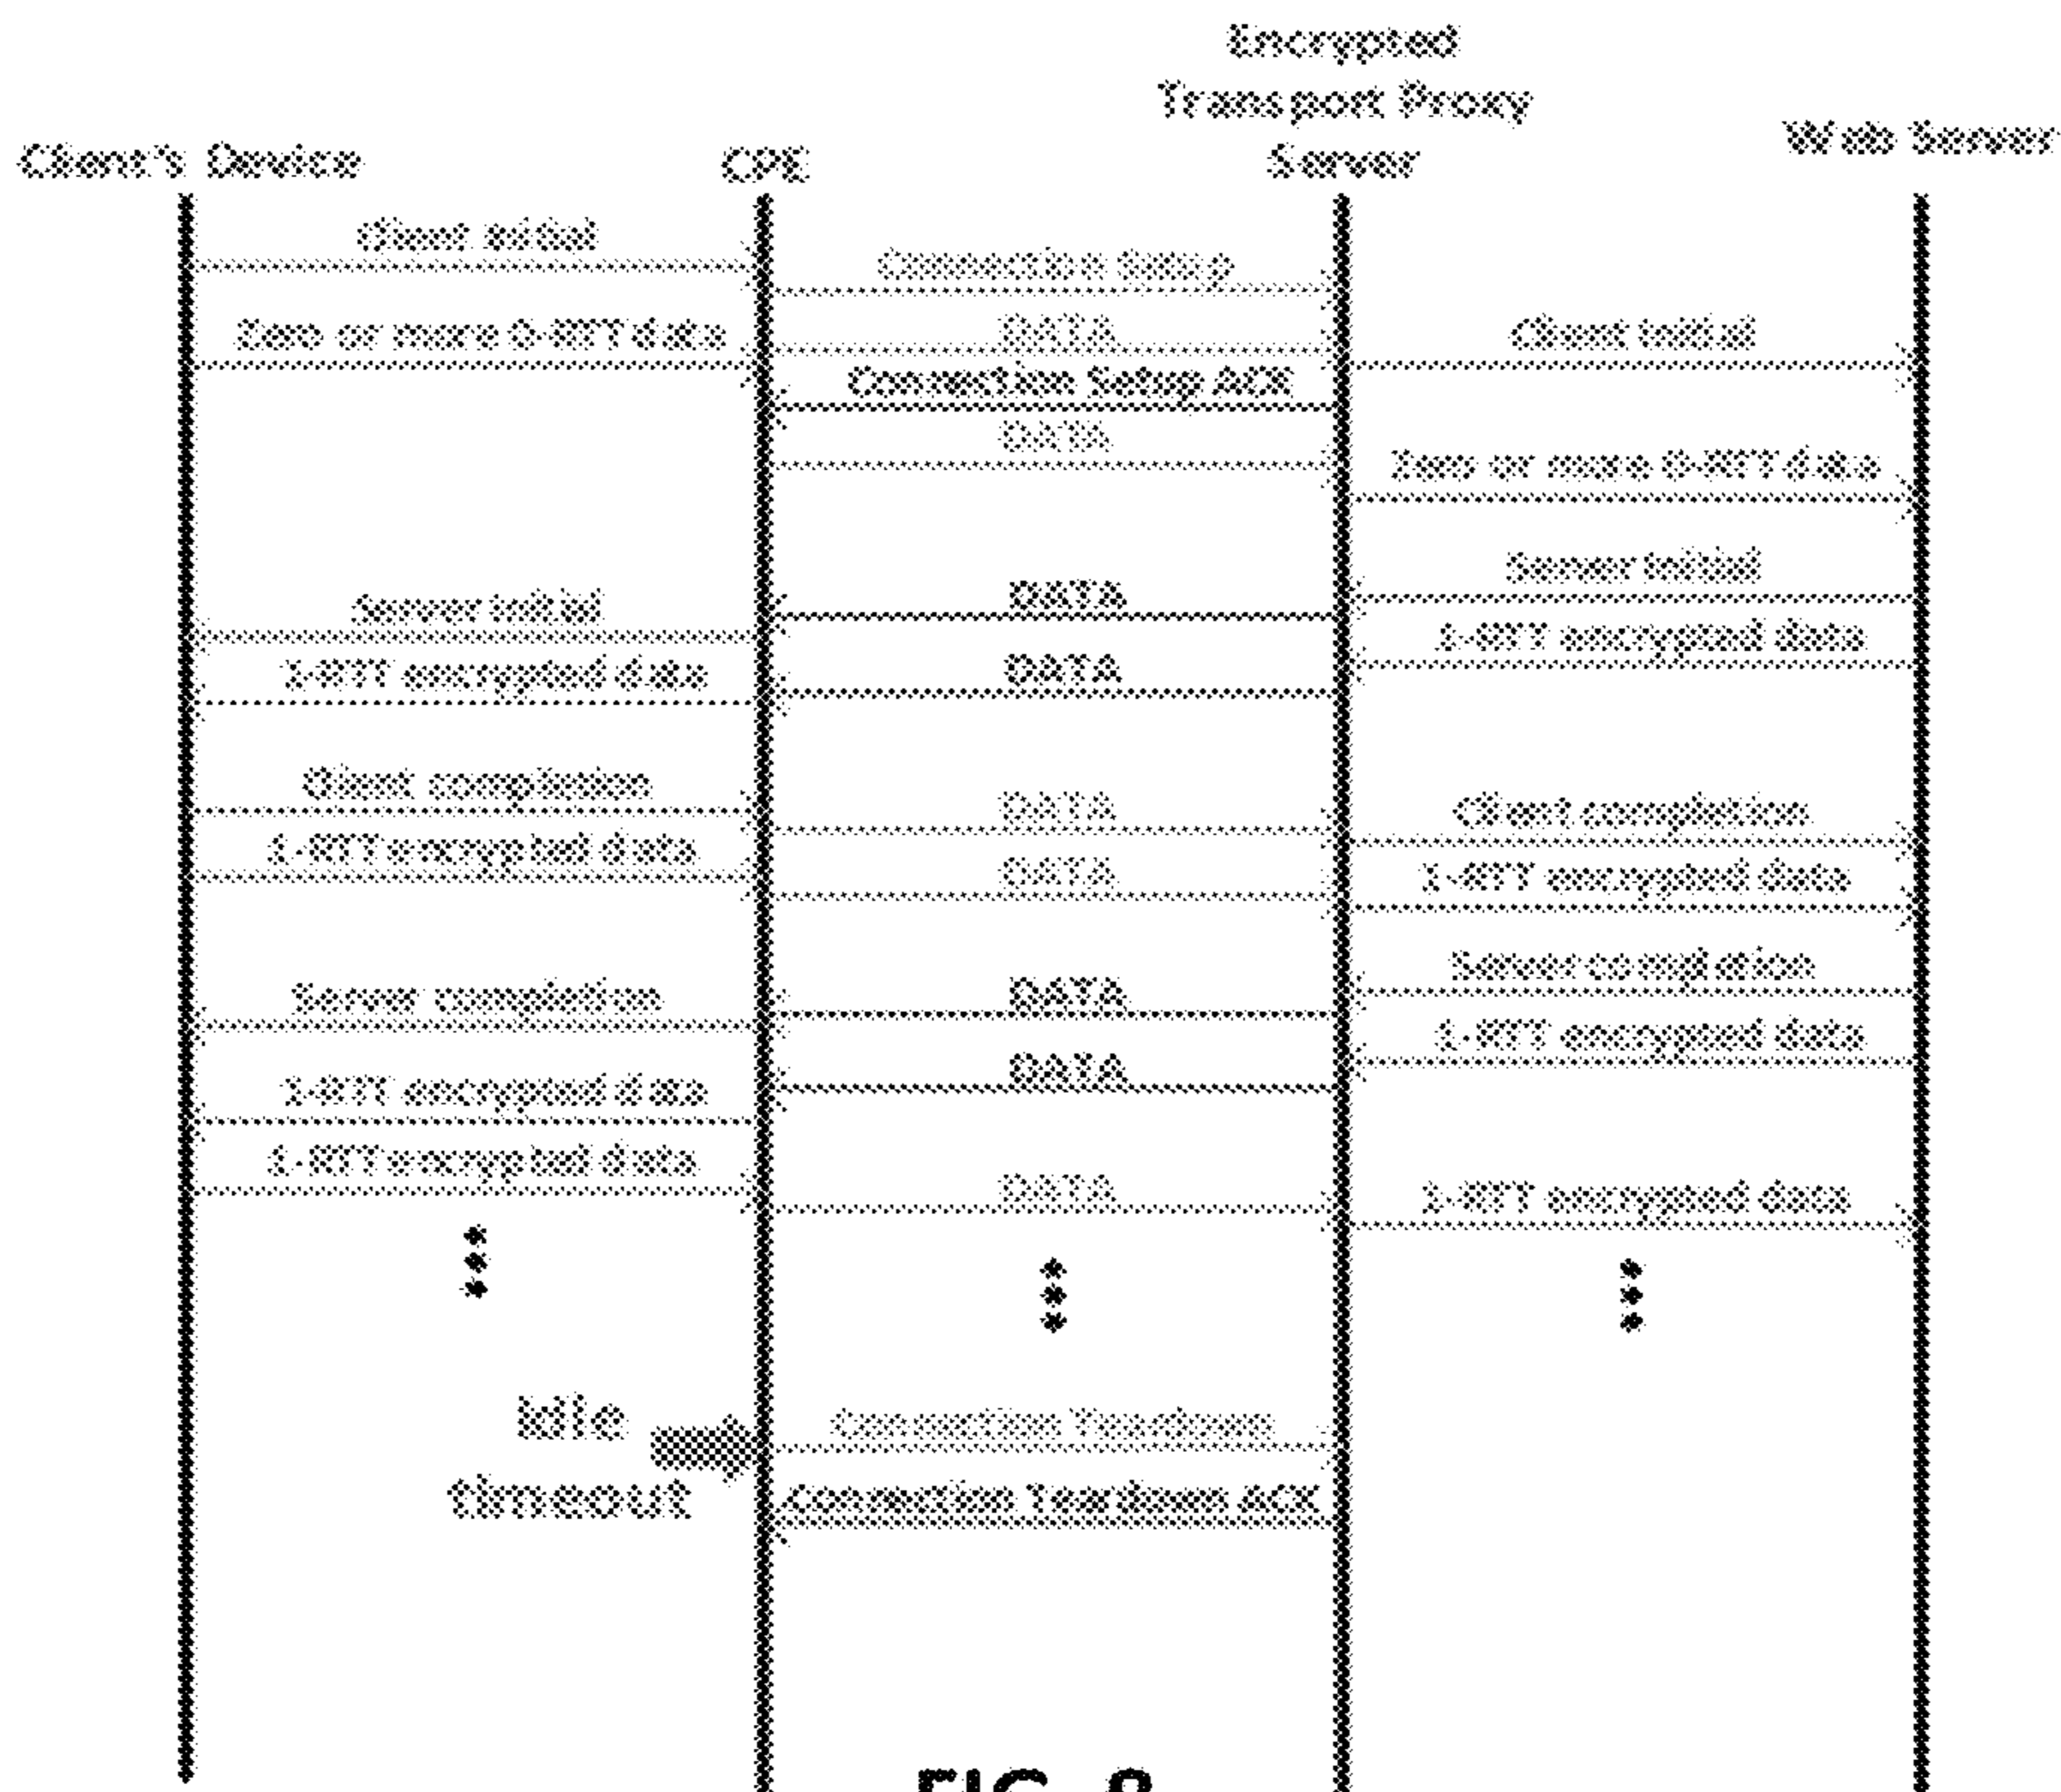 Encrypted
Transport Proxy
Server
Client's Device
CPE
Web Server
Client initial
Connection Setup
Zero or more 0-RTT data
DATA
Client initial
Connection Setup ACK
DATA
Zero or more 0-RTT data
Server initial
DATA
Server initial
1-RTT encrypted data
DATA
1-RTT encrypted data
Client completion
DATA
Client completion
1-RTT encrypted data
DATA
1-RTT encrypted data
Server completion
DATA
Server completion
1-RTT encrypted data
DATA
1-RTT encrypted data
1-RTT encrypted data
DATA
1-RTT encrypted data
Idle
timeout
Connection Teardown
Connection Teardown ACK
FIG. 8